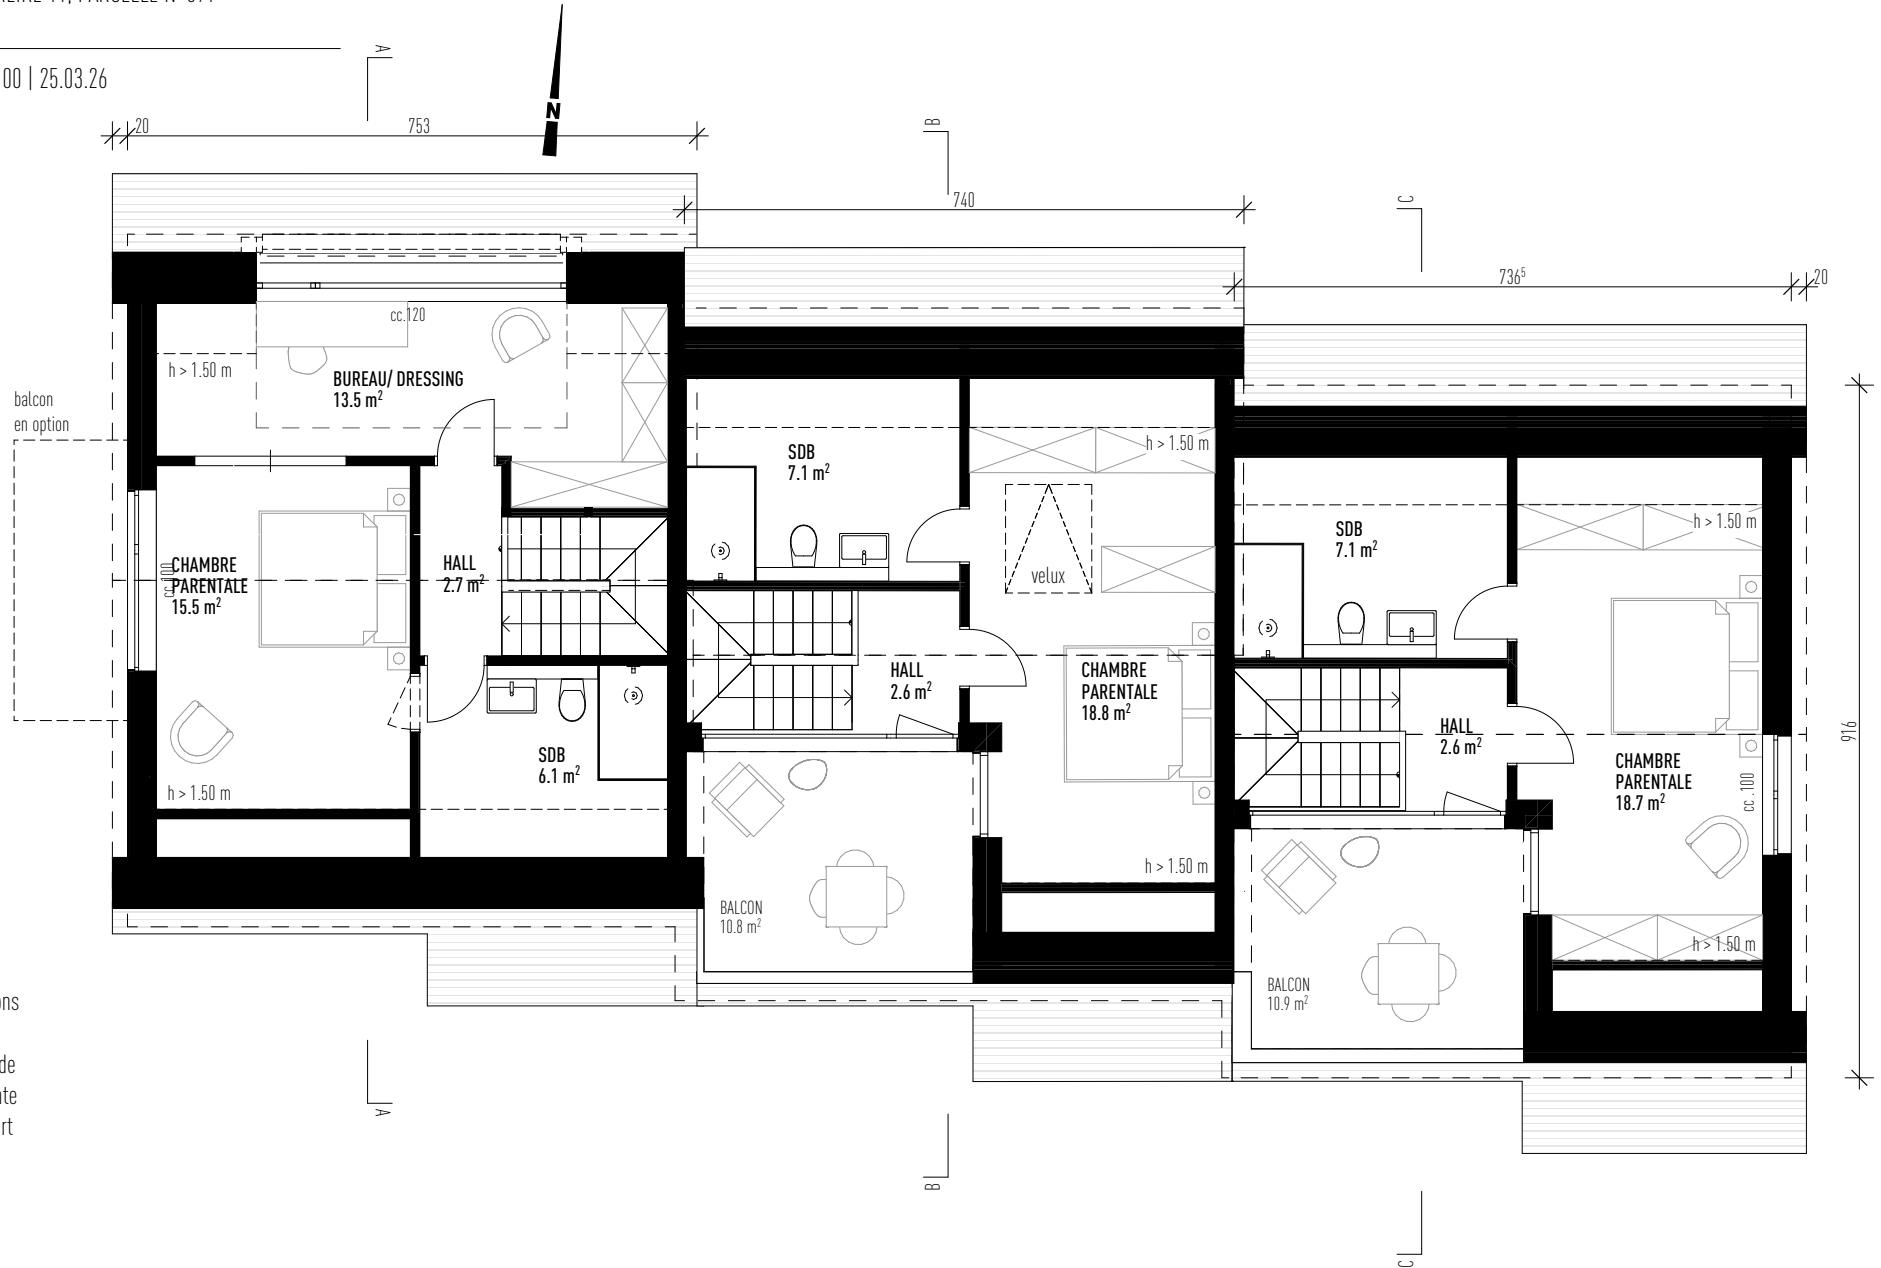 00 | 25.03.26
A
N
20
753
B
740
C
736⁵
20
cc.120
h > 1.50 m
BUREAU/ DRESSING
13.5 m²
balcon
en option
SDB
7.1 m²
h > 1.50 m
SDB
7.1 m²
h > 1.50 m
CHAMBRE
PARENTALE
15.5 m²
cc.100
HALL
2.7 m²
velux
HALL
2.6 m²
CHAMBRE
PARENTALE
18.8 m²
HALL
2.6 m²
916
SDB
6.1 m²
CHAMBRE
PARENTALE
18.7 m²
cc .100
h > 1.50 m
h > 1.50 m
BALCON
10.8 m²
h > 1.50 m
BALCON
10.9 m²
ons
de
nte
rt
A
B
C